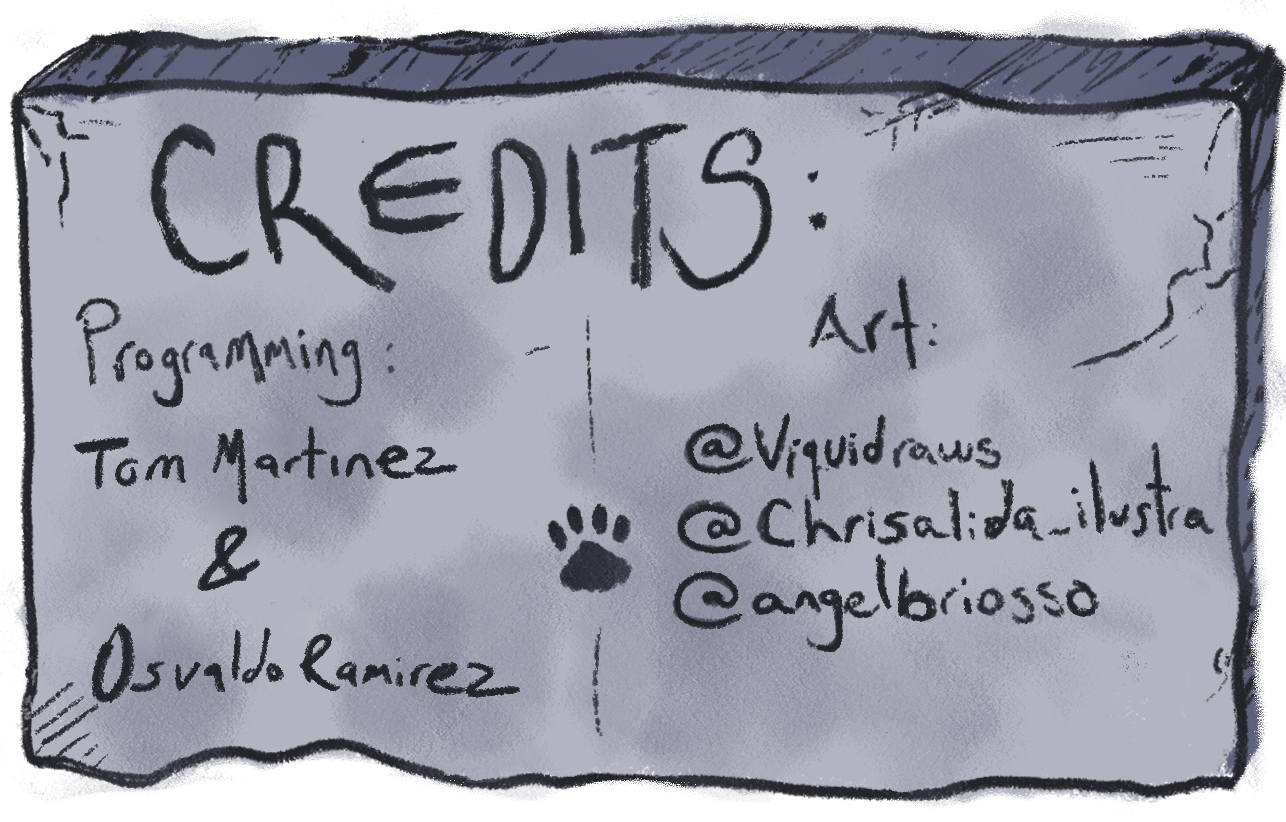 CREDITS:
Programming:
Tom Martinez
&
Osvaldo Ramirez
Art:
@Viquidraws
@Chrisalida_ilustra
@angelbriosso